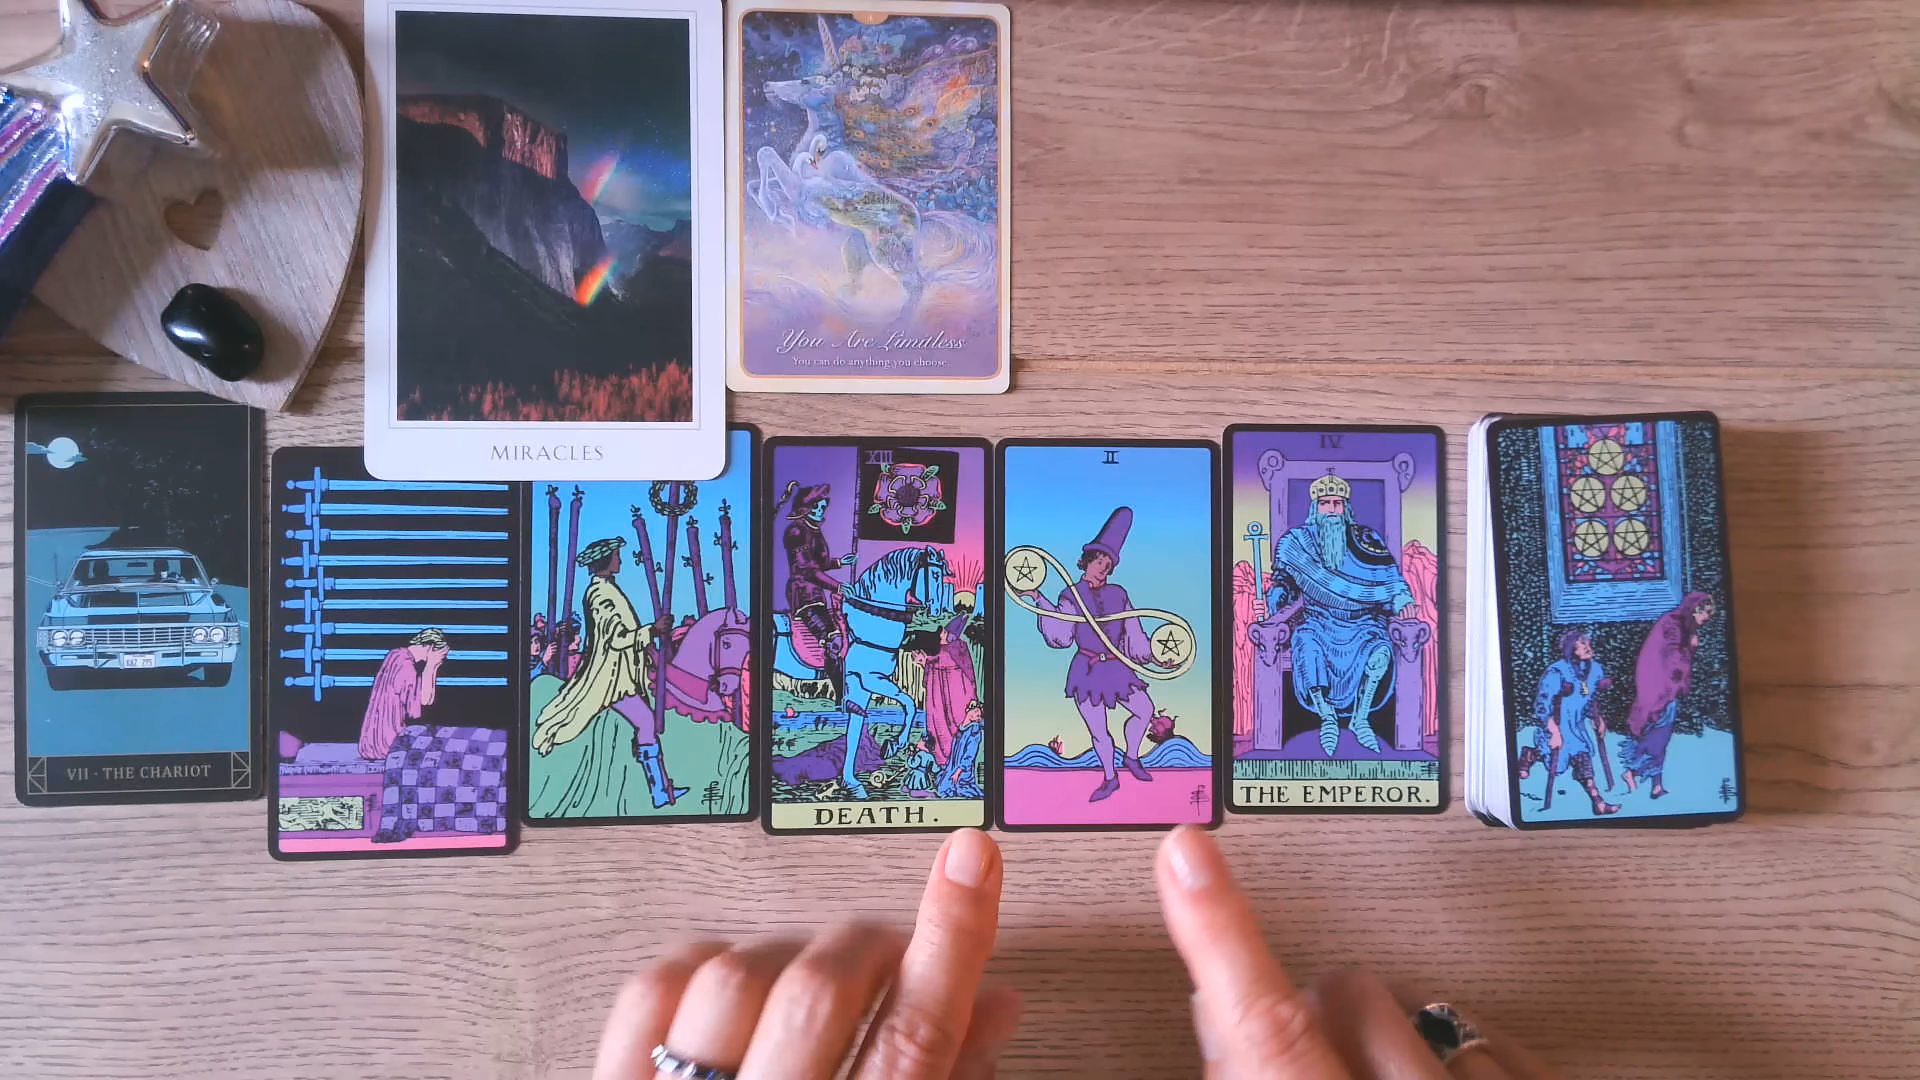 MIRACLES
You Are Limitless
You can do anything you choose.
VII · THE CHARIOT
XIII
DEATH.
II
IV
THE EMPEROR.